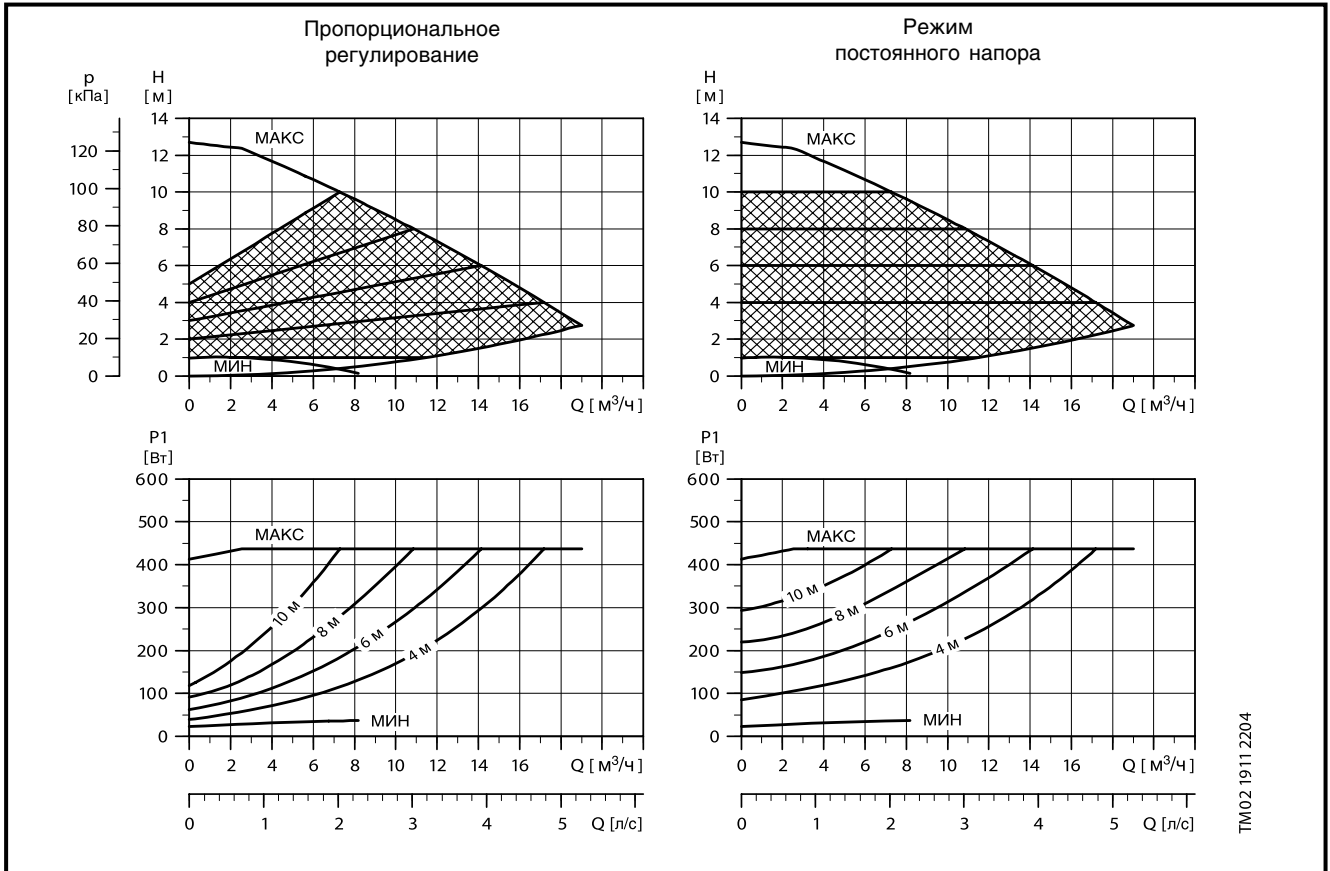 Пропорциональное
регулирование
Режим
постоянного напора
p
[кПа]
H
[м]
H
[м]
14
12
10
8
6
4
2
0
120
100
80
60
40
20
0
МАКС
МИН
0 2 4 6 8 10 12 14 16 Q [м³/ч]
14
12
10
8
6
4
2
0
МАКС
МИН
0 2 4 6 8 10 12 14 16 Q [м³/ч]
P1
[Вт]
600
500
400
300
200
100
0
МАКС
10 м
8 м
6 м
4 м
МИН
0 2 4 6 8 10 12 14 16 Q [м³/ч]
0 1 2 3 4 5 Q [л/с]
P1
[Вт]
600
500
400
300
200
100
0
МАКС
10 м
8 м
6 м
4 м
МИН
0 2 4 6 8 10 12 14 16 Q [м³/ч]
0 1 2 3 4 5 Q [л/с]
TM02 1911 2204